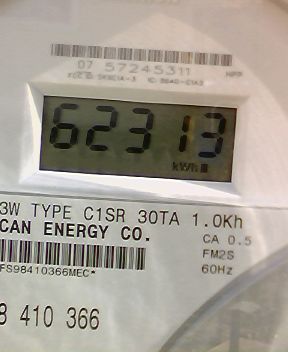 07 57245311
62313
kWh
3W TYPE C1SR 30TA 1.0Kh
CAN ENERGY CO.
CA 0.5
FM2S
60Hz
FS98410366MEC*
8 410 366